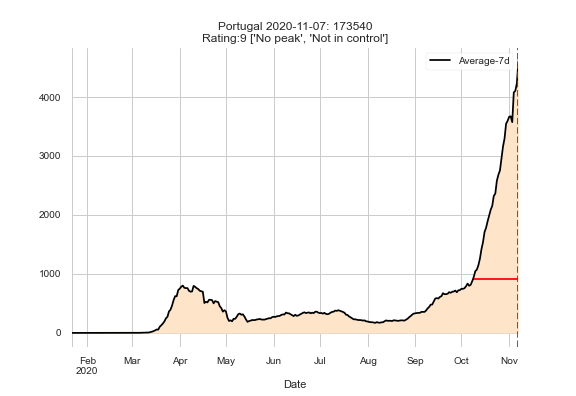 Portugal 2020-11-07: 173540
Rating:9 ['No peak', 'Not in control']
Average-7d
4000
3000
2000
1000
0
Feb Mar Apr May Jun Jul Aug Sep Oct Nov
2020
Date